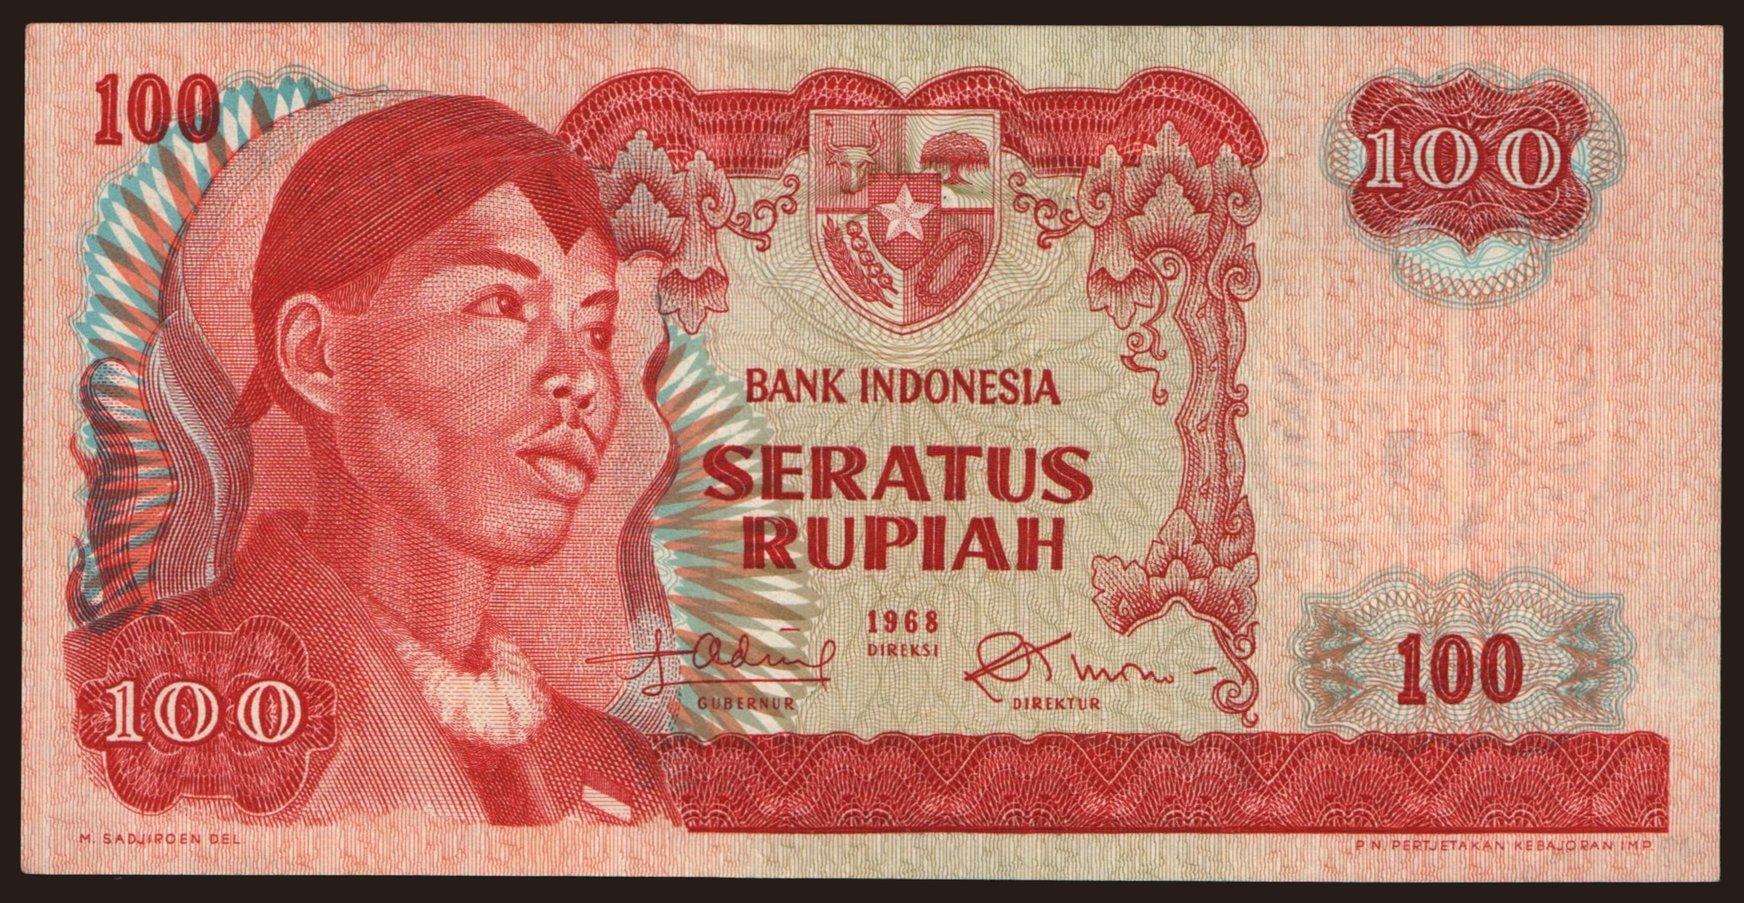 100
100
BANK INDONESIA
SERATUS
RUPIAH
1968
DIREKSI
GUBERNUR
DIREKTUR
100
100
M. SADJIROEN DEL.
P.N. PERTJETAKAN KEBAJORAN IMP.